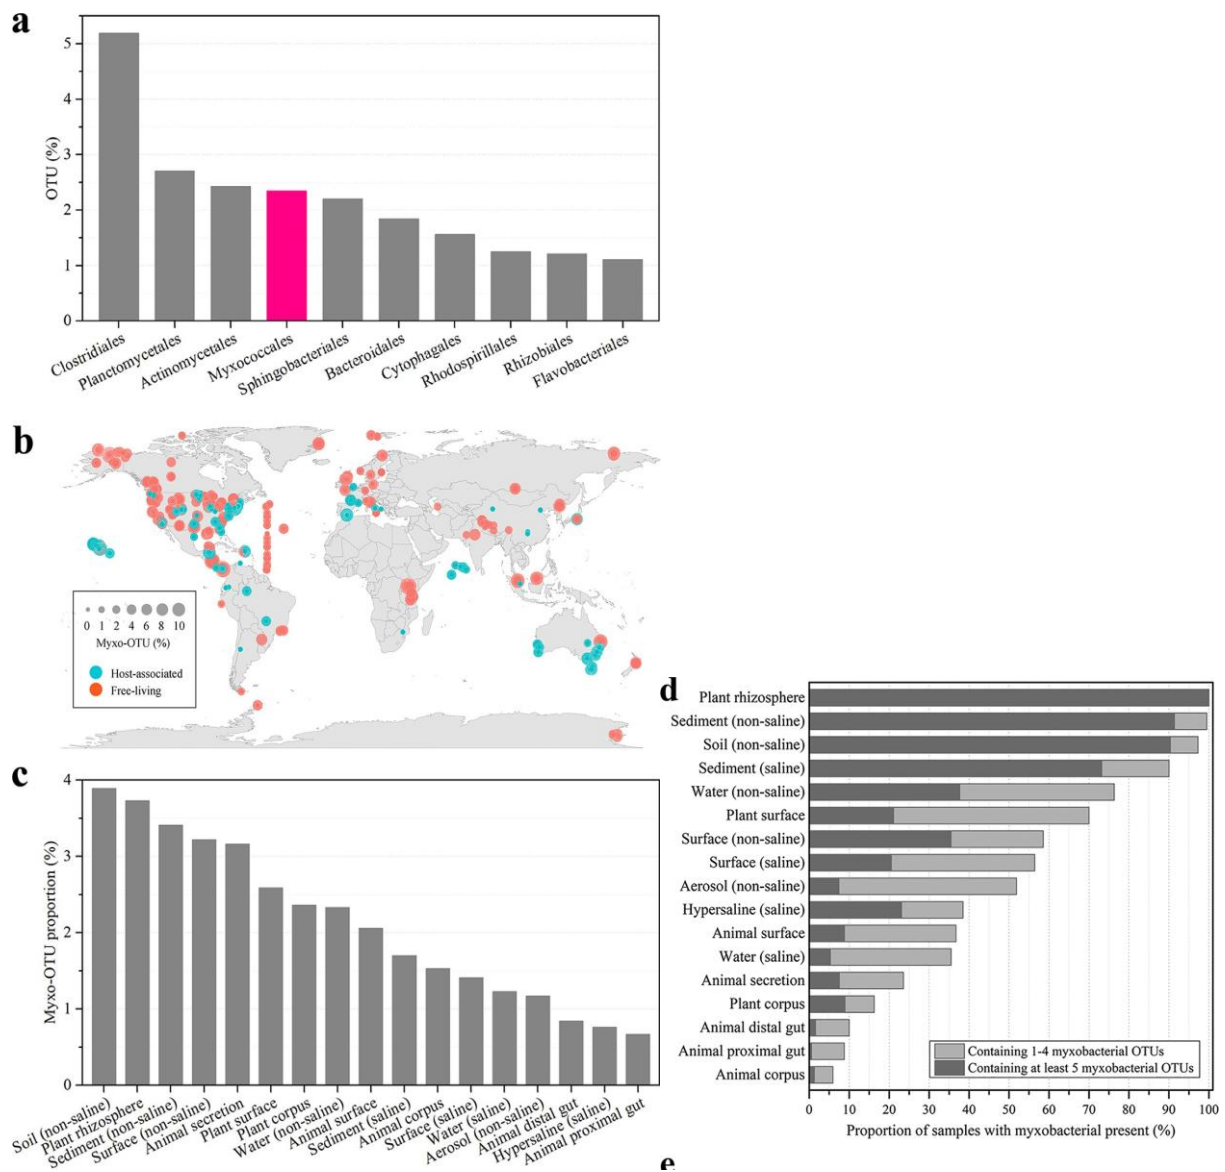 a
5
4
3
2
1
0
OTU (%)
Clostridiales
Planctomycetales
Actinomycetales
Myxococcales
Sphingobacteriales
Bacteroidales
Cytophagales
Rhodospirillales
Rhizobiales
Flavobacteriales
b
0 1 2 4 6 8 10
Myxo-OTU (%)
Host-associated
Free-living
c
4
3
2
1
0
Myxo-OTU proportion (%)
Soil (non-saline)
Plant rhizosphere
Sediment (non-saline)
Surface (non-saline)
Animal secretion
Plant surface
Plant corpus
Water (non-saline)
Animal surface
Sediment (saline)
Animal corpus
Surface (saline)
Water (saline)
Aerosol (non-saline)
Animal distal gut
Hypersaline (saline)
Animal proximal gut
d
Plant rhizosphere
Sediment (non-saline)
Soil (non-saline)
Sediment (saline)
Water (non-saline)
Plant surface
Surface (non-saline)
Surface (saline)
Aerosol (non-saline)
Hypersaline (saline)
Animal surface
Water (saline)
Animal secretion
Plant corpus
Animal distal gut
Animal proximal gut
Animal corpus
Containing 1-4 myxobacterial OTUs
Containing at least 5 myxobacterial OTUs
0 10 20 30 40 50 60 70 80 90 100
Proportion of samples with myxobacterial present (%)
e